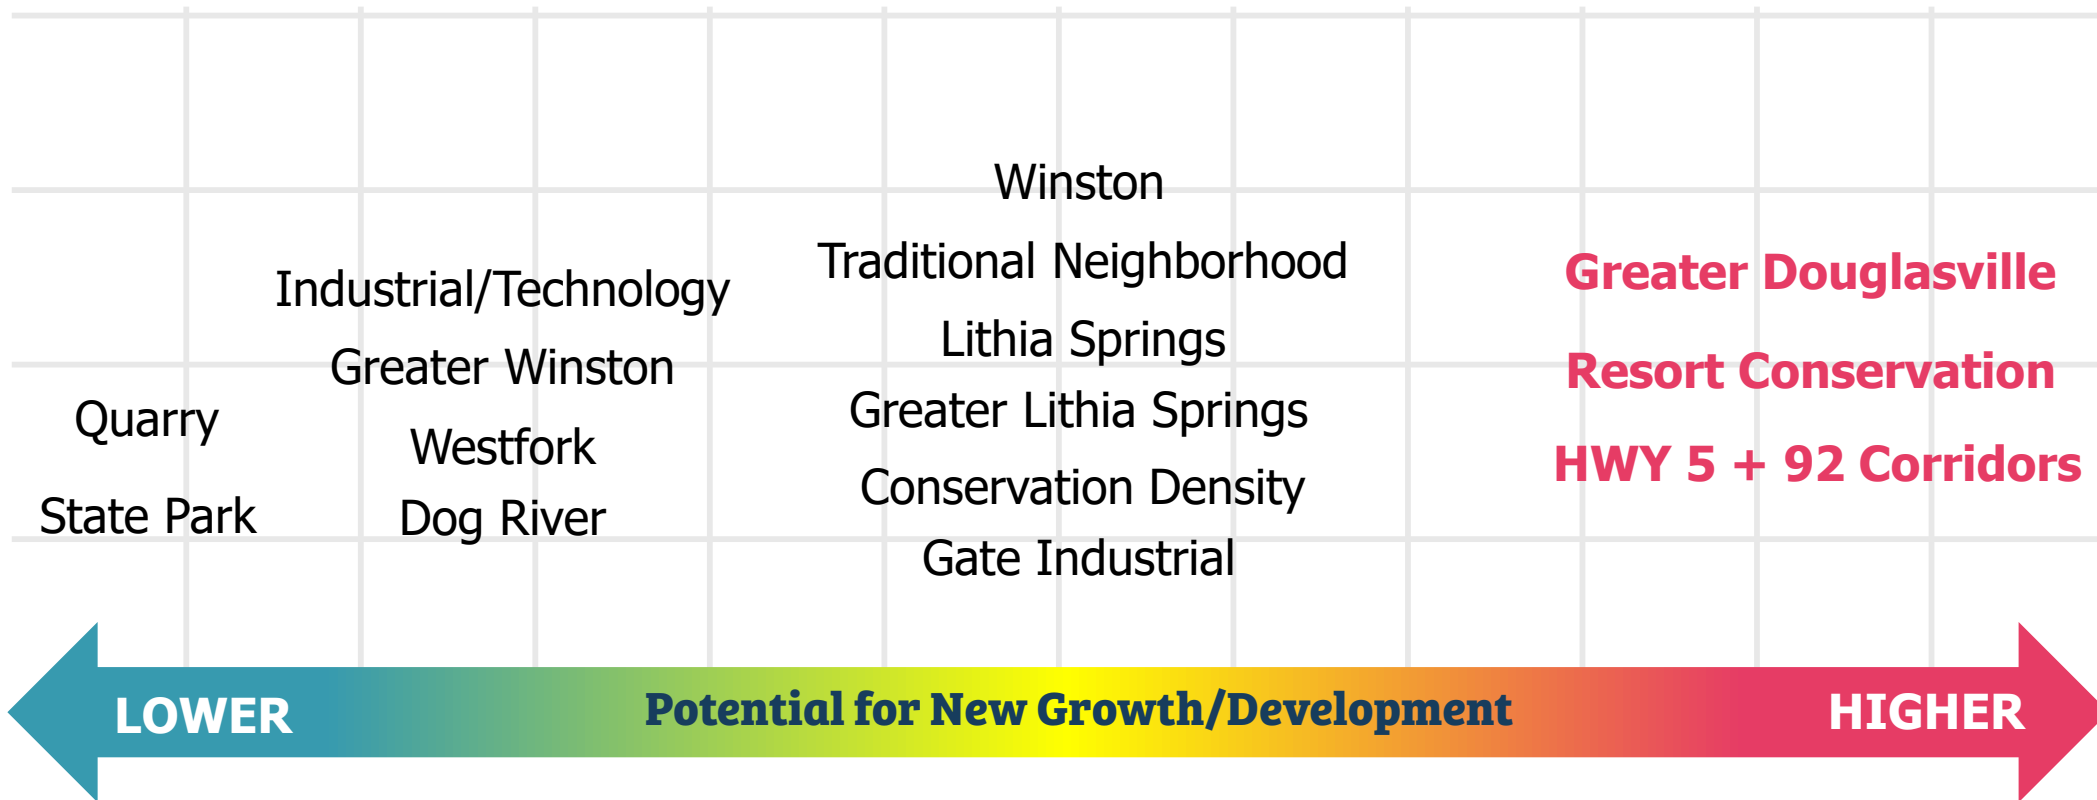 Quarry
State Park
Industrial/Technology
Greater Winston
Westfork
Dog River
Winston
Traditional Neighborhood
Lithia Springs
Greater Lithia Springs
Conservation Density
Gate Industrial
Greater Douglasville
Resort Conservation
HWY 5 + 92 Corridors
LOWER
Potential for New Growth/Development
HIGHER